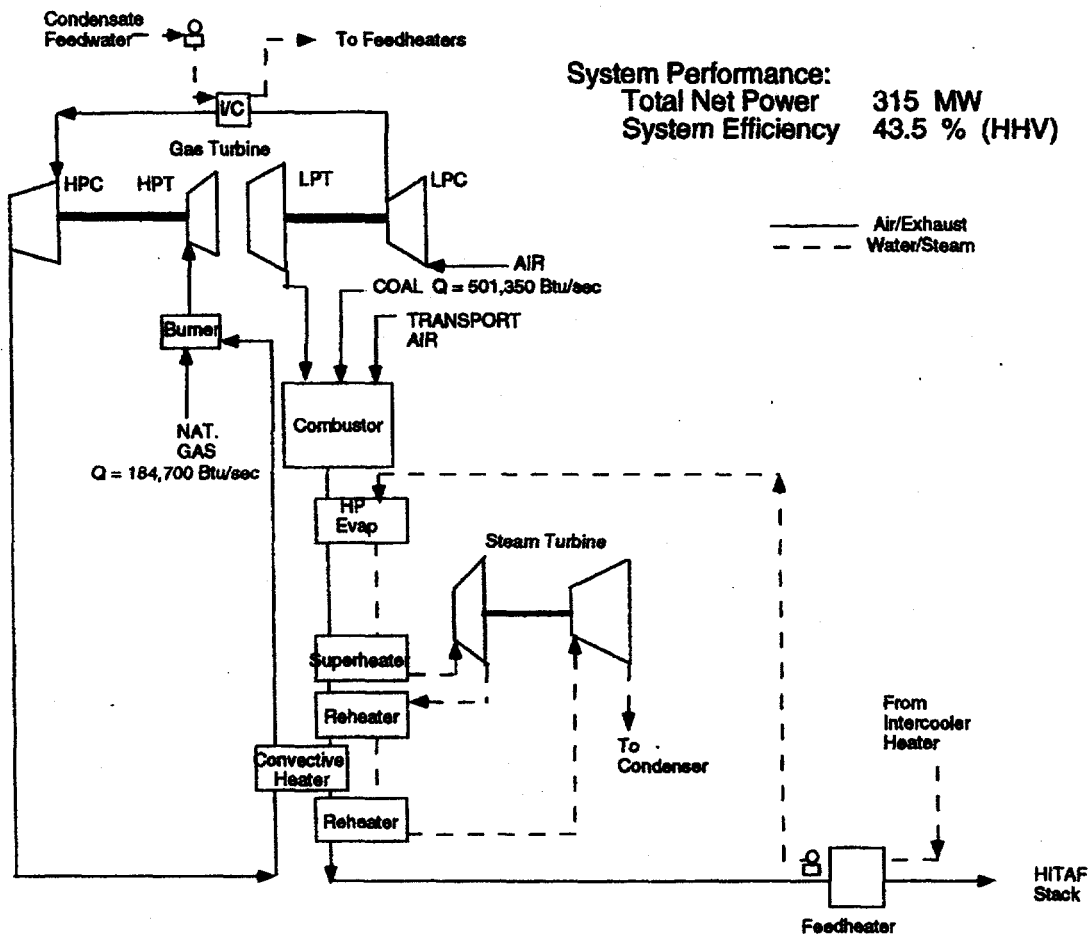 Condensate
Feedwater
To Feedheaters
System Performance:
Total Net Power 315 MW
System Efficiency 43.5 % (HHV)
I/C
Gas Turbine
HPC
HPT
LPT
LPC
Air/Exhaust
Water/Steam
AIR
COAL Q = 501,350 Btu/sec
TRANSPORT
AIR
Burner
Combustor
NAT.
GAS
Q = 184,700 Btu/sec
HP
Evap
Steam Turbine
Superheater
Reheater
From
Intercooler
Heater
To
Condenser
Convective
Heater
Reheater
HITAF
Stack
Feedheater